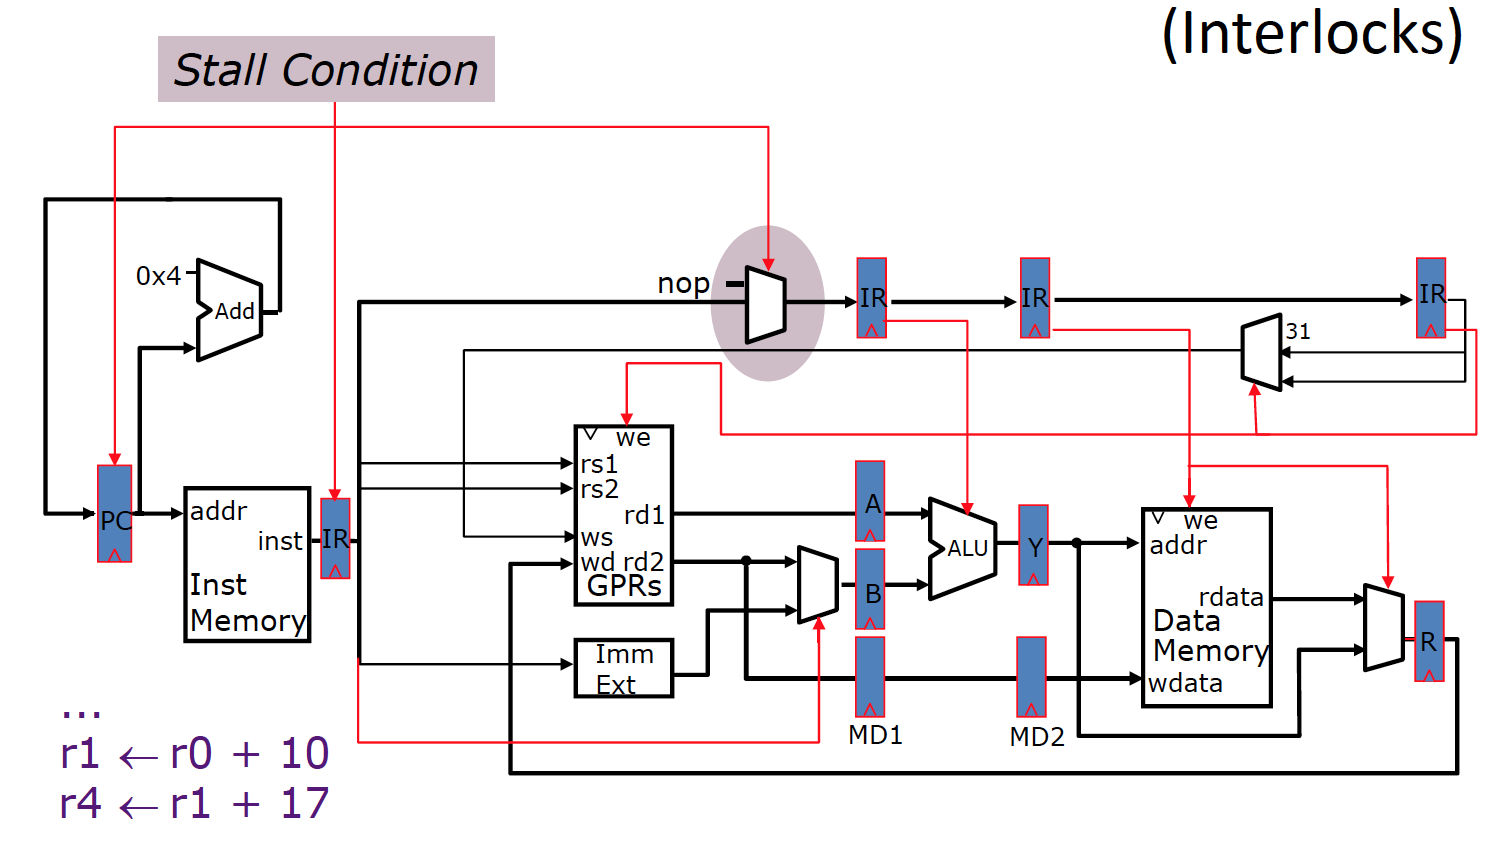 (Interlocks)
Stall Condition
0x4
Add
nop
IR
IR
IR
31
we
rs1
rs2
rd1
ws
wd rd2
GPRs
PC
addr
inst
Inst
Memory
IR
A
B
ALU
Y
we
addr
rdata
Data
Memory
wdata
R
Imm
Ext
MD1
MD2
...
r1 ← r0 + 10
r4 ← r1 + 17